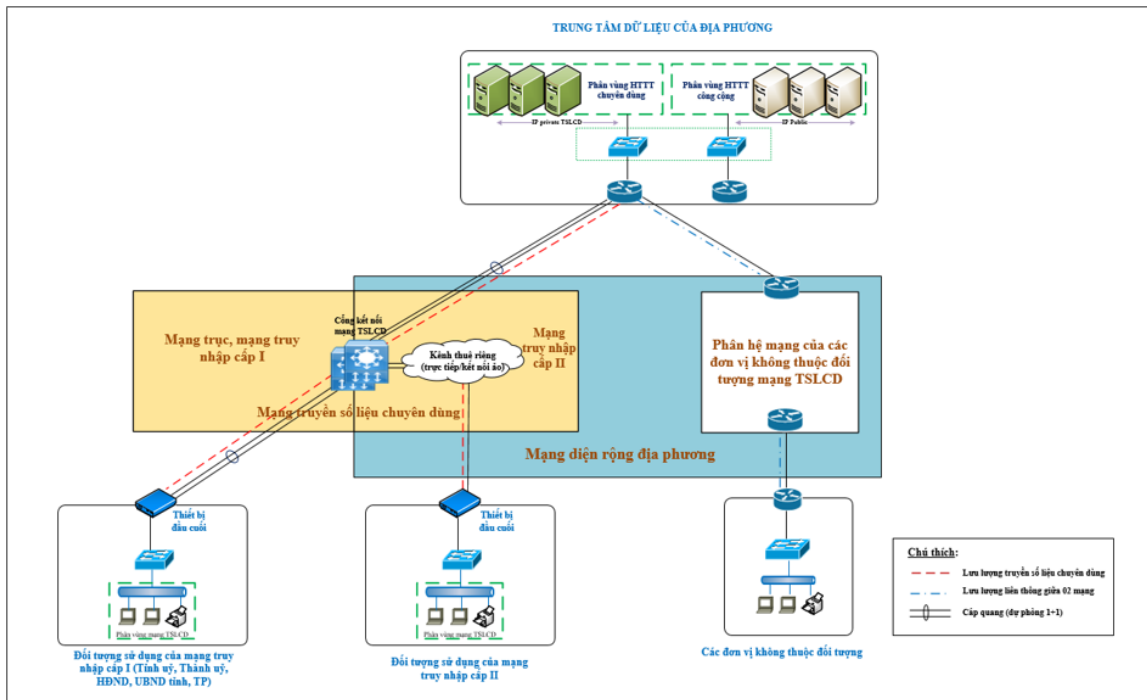 TRUNG TÂM DỮ LIỆU CỦA ĐỊA PHƯƠNG
Phân vùng HTTT
chuyên dùng
Phân vùng HTTT
công cộng
IP private TSLCD
IP Public
Cổng kết nối
mạng TSLCD
Mạng trục, mạng truy
nhập cấp I
Kênh thuê riêng
(trực tiếp/kết nối ảo)
Mạng
truy nhập
cấp II
Mạng truyền số liệu chuyên dùng
Phân hệ mạng của các
đơn vị không thuộc đối
tượng mạng TSLCD
Mạng diện rộng địa phương
Thiết bị
đầu cuối
Phân vùng mạng TSLCD
Đối tượng sử dụng của mạng truy
nhập cấp I (Tỉnh uỷ, Thành uỷ,
HĐND, UBND tỉnh, TP)
Thiết bị
đầu cuối
Phân vùng mạng TSLCD
Đối tượng sử dụng của mạng
truy nhập cấp II
Các đơn vị không thuộc đối tượng
Chú thích:
Lưu lượng truyền số liệu chuyên dùng
Lưu lượng liên thông giữa 02 mạng
Cáp quang (dự phòng 1+1)